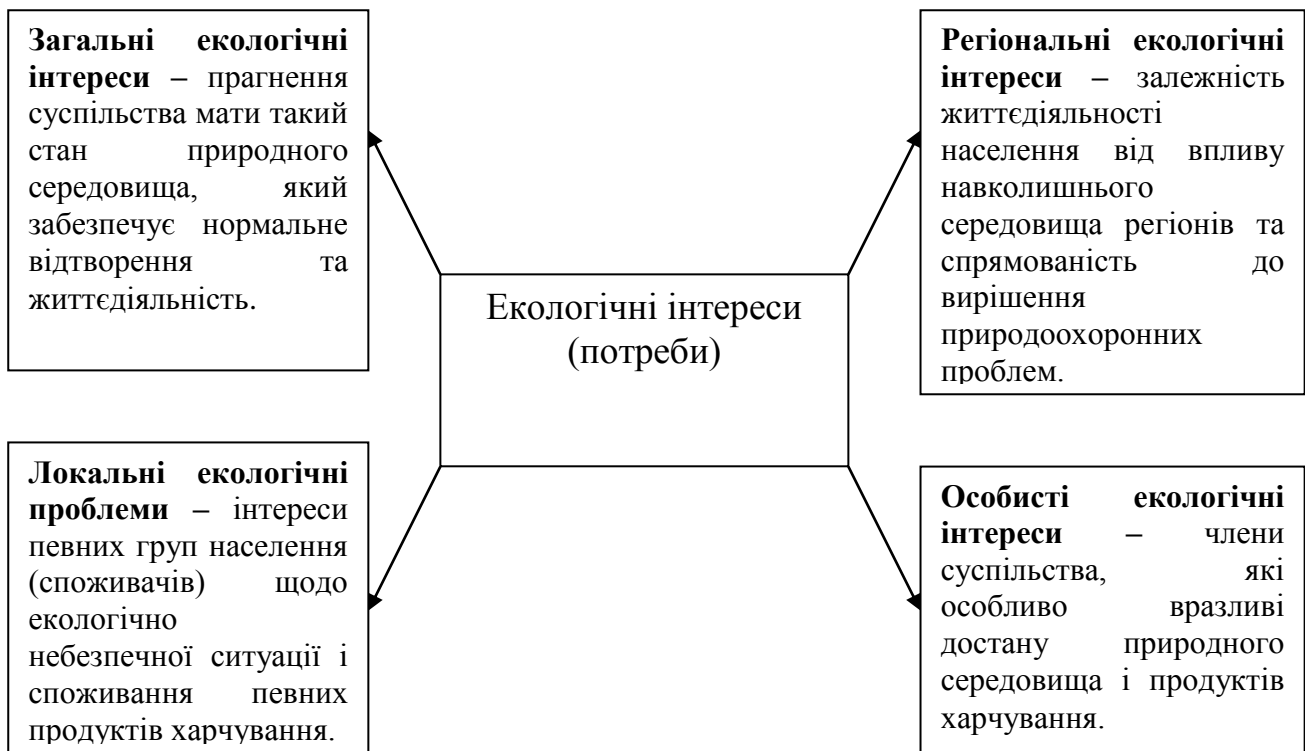 Загальні екологічні
інтереси – прагнення
суспільства мати такий
стан природного
середовища, який
забезпечує нормальне
відтворення та
життєдіяльність.
Регіональні екологічні
інтереси – залежність
життєдіяльності
населення від впливу
навколишнього
середовища регіонів та
спрямованість до
вирішення
природоохоронних
проблем.
Екологічні інтереси
(потреби)
Локальні екологічні
проблеми – інтереси
певних груп населення
(споживачів) щодо
екологічно
небезпечної ситуації і
споживання певних
продуктів харчування.
Особисті екологічні
інтереси – члени
суспільства, які
особливо вразливі
достану природного
середовища і продуктів
харчування.